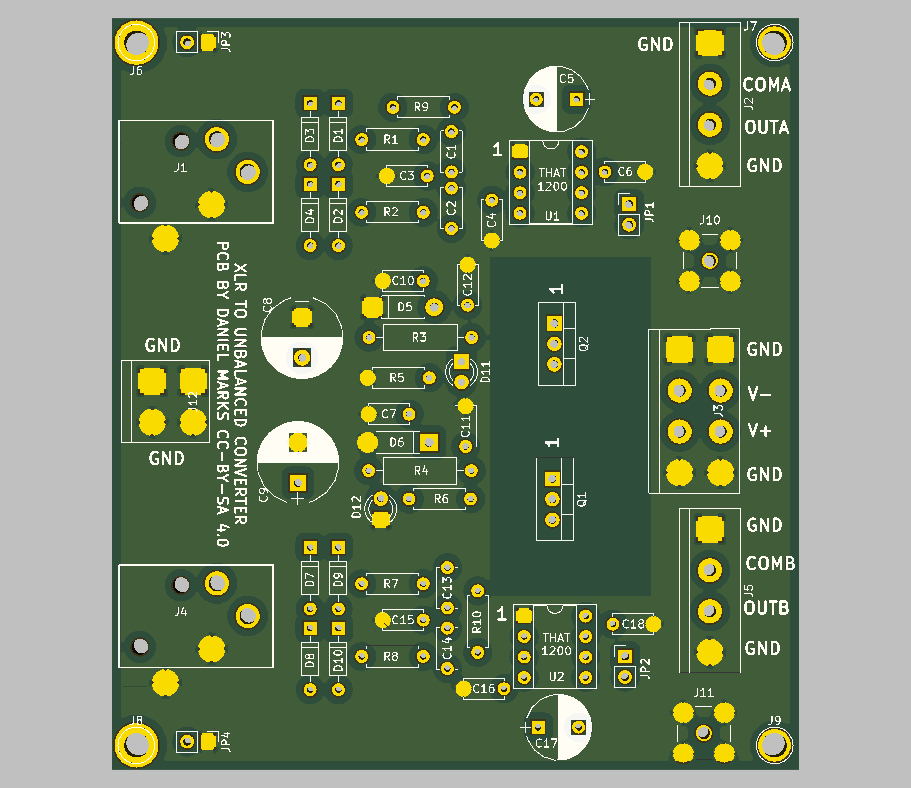 J6
JP3
J7
GND
COMA
J2
OUTA
GND
C5
R9
D3
D1
R1
C1
C3
J1
1
THAT
1200
U1
C6
JP1
D4
D2
R2
C2
C4
J10
XLR TO UNBALANCED CONVERTER
PCB BY DANIEL MARKS CC-BY-SA 4.0
C10
C12
D5
C8
R3
1
Q2
GND
J12
GND
R5
D11
C7
C11
D6
C9
R4
R6
D12
1
Q1
GND
V-
J3
V+
GND
GND
COMB
J5
OUTB
GND
J4
D7
D9
R7
C13
C15
R10
D8
D10
R8
C14
C16
1
THAT
1200
U2
C18
JP2
C17
J11
J8
JP4
J9